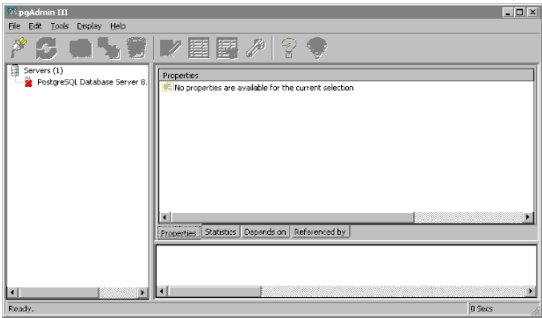 pgAdmin III
File Edit Tools Display Help
Servers (1)
PostgreSQL Database Server 8.
Properties
No properties are available for the current selection
Properties Statistics Depends on Referenced by
Ready.
0 Secs